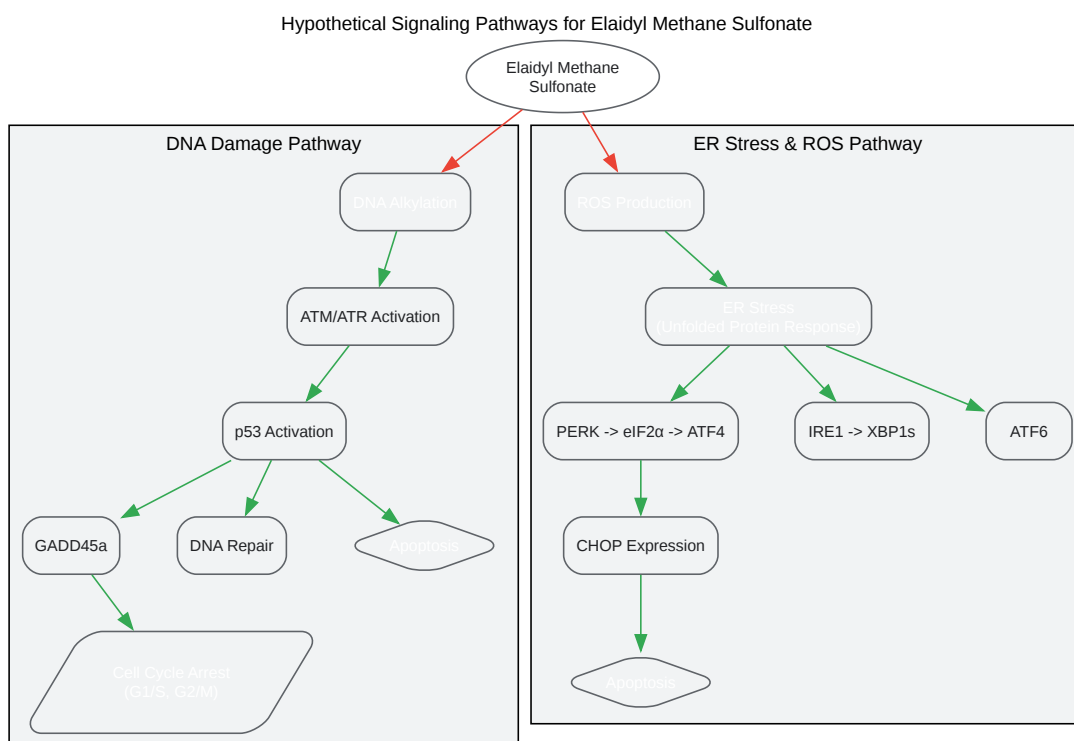 Hypothetical Signaling Pathways for Elaidyl Methane Sulfonate
Elaidyl Methane
Sulfonate
DNA Damage Pathway
DNA Alkylation
ATM/ATR Activation
p53 Activation
GADD45a
DNA Repair
Apoptosis
Cell Cycle Arrest
(G1/S, G2/M)
ER Stress & ROS Pathway
ROS Production
ER Stress
(Unfolded Protein Response)
PERK -> eIF2α -> ATF4
IRE1 -> XBP1s
ATF6
CHOP Expression
Apoptosis